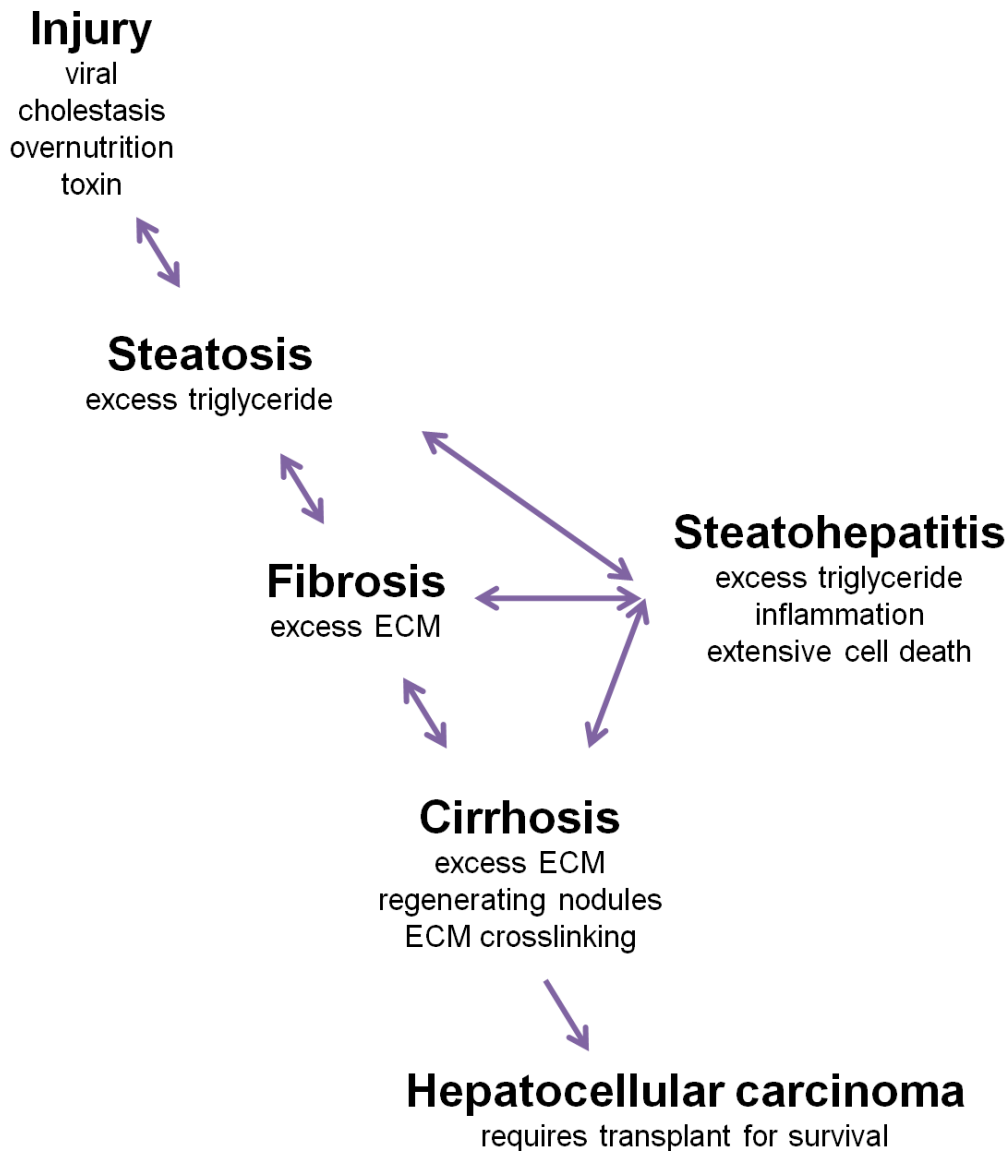 Injury
viral
cholestasis
overnutrition
toxin
Steatosis
excess triglyceride
Fibrosis
excess ECM
Steatohepatitis
excess triglyceride
inflammation
extensive cell death
Cirrhosis
excess ECM
regenerating nodules
ECM crosslinking
Hepatocellular carcinoma
requires transplant for survival